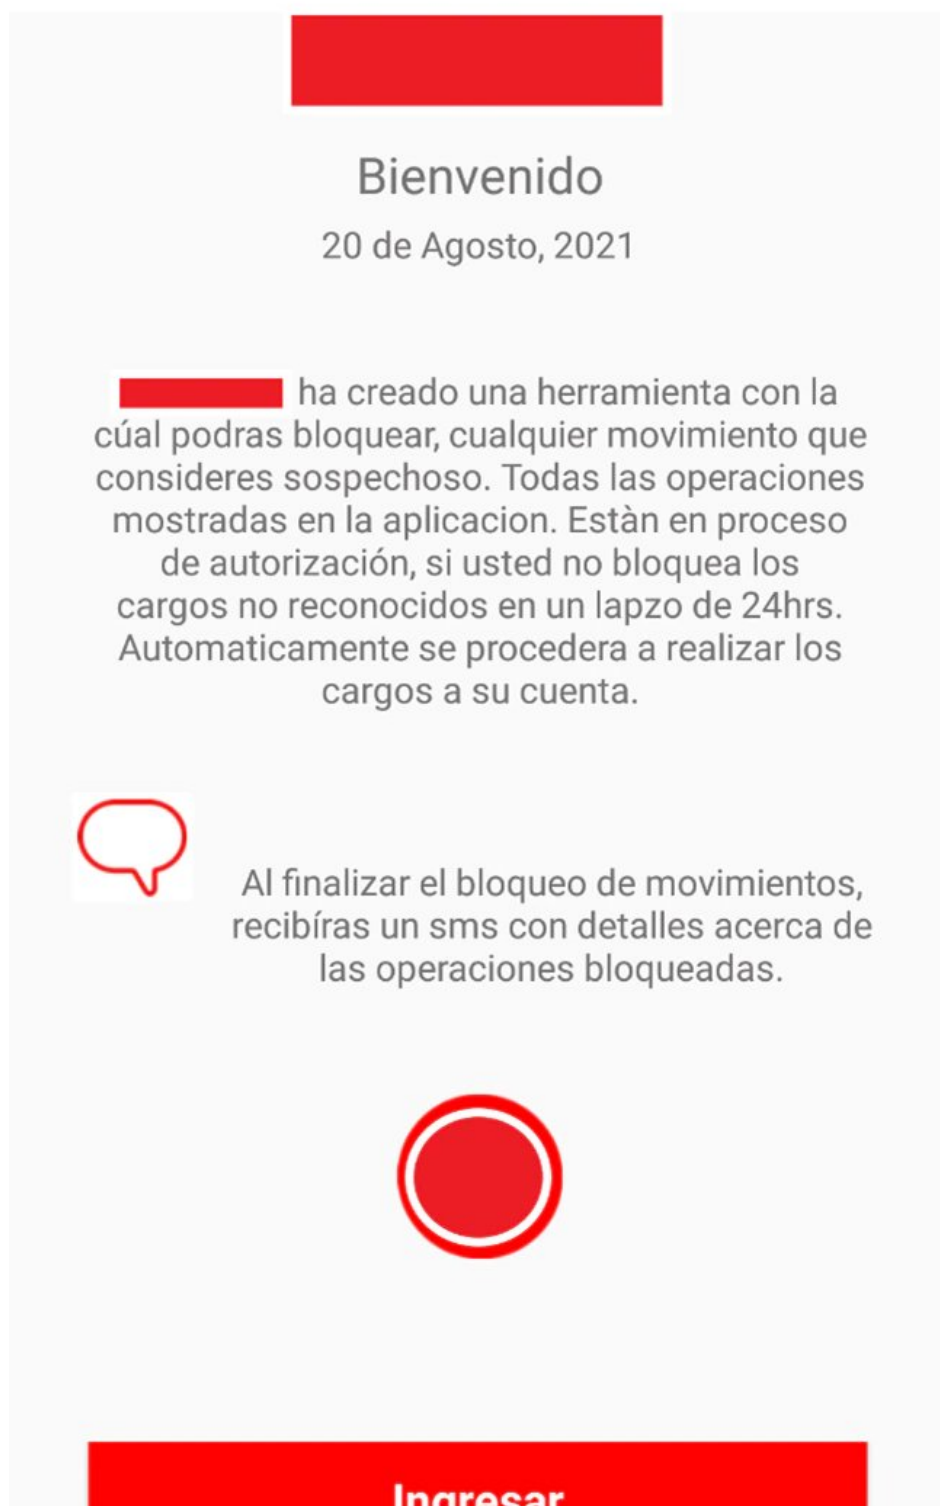 Bienvenido
20 de Agosto, 2021
ha creado una herramienta con la
cúal podras bloquear, cualquier movimiento que
consideres sospechoso. Todas las operaciones
mostradas en la aplicacion. Estàn en proceso
de autorización, si usted no bloquea los
cargos no reconocidos en un lapzo de 24hrs.
Automaticamente se procedera a realizar los
cargos a su cuenta.
Al finalizar el bloqueo de movimientos,
recibíras un sms con detalles acerca de
las operaciones bloqueadas.
Ingresar